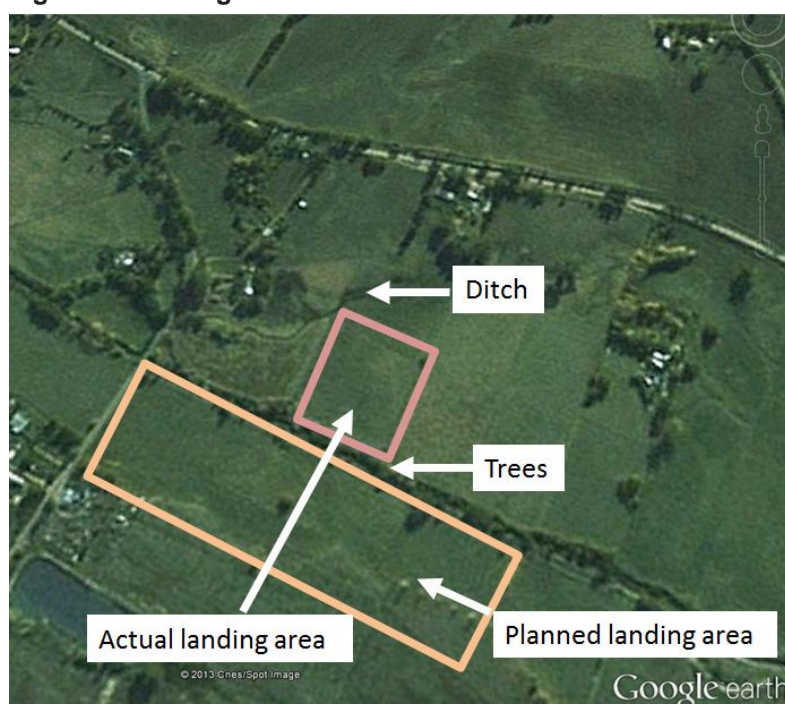 Ditch
Trees
Actual landing area
Planned landing area
© 2013 Cnes/Spot Image
Google earth